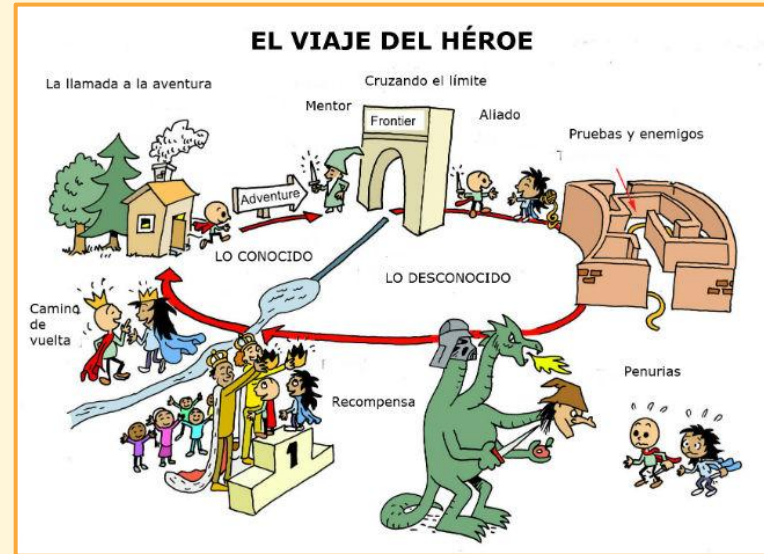 EL VIAJE DEL HÉROE
La llamada a la aventura
Cruzando el límite
Mentor
Frontier
Aliado
Pruebas y enemigos
Adventure
LO CONOCIDO
LO DESCONOCIDO
Camino
de
vuelta
Recompensa
Penurias
1